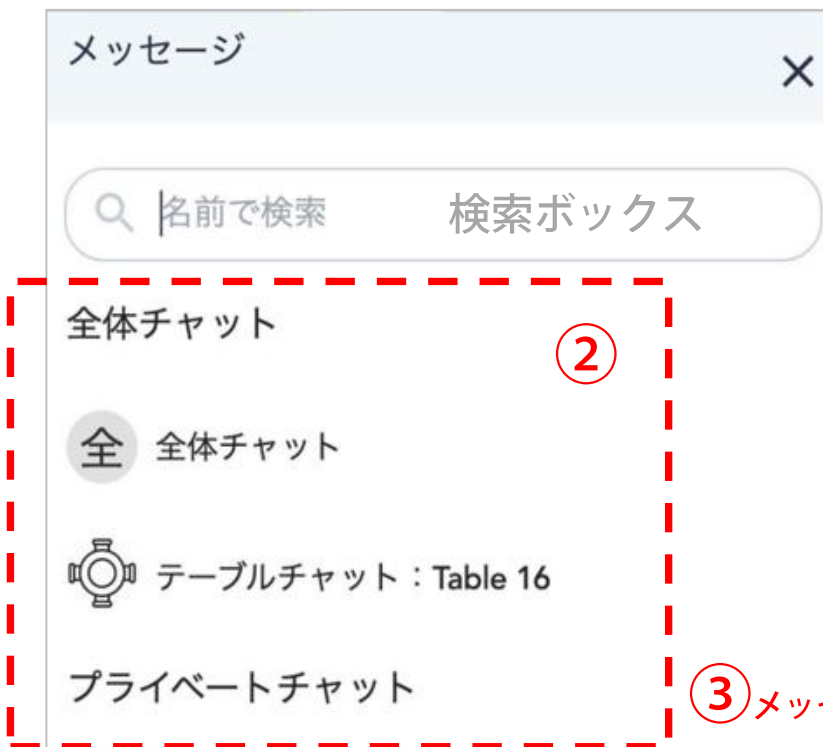 メッセージ
名前で検索 検索ボックス
全体チャット
②
全 全体チャット
テーブルチャット：Table 16
プライベートチャット
③メッ